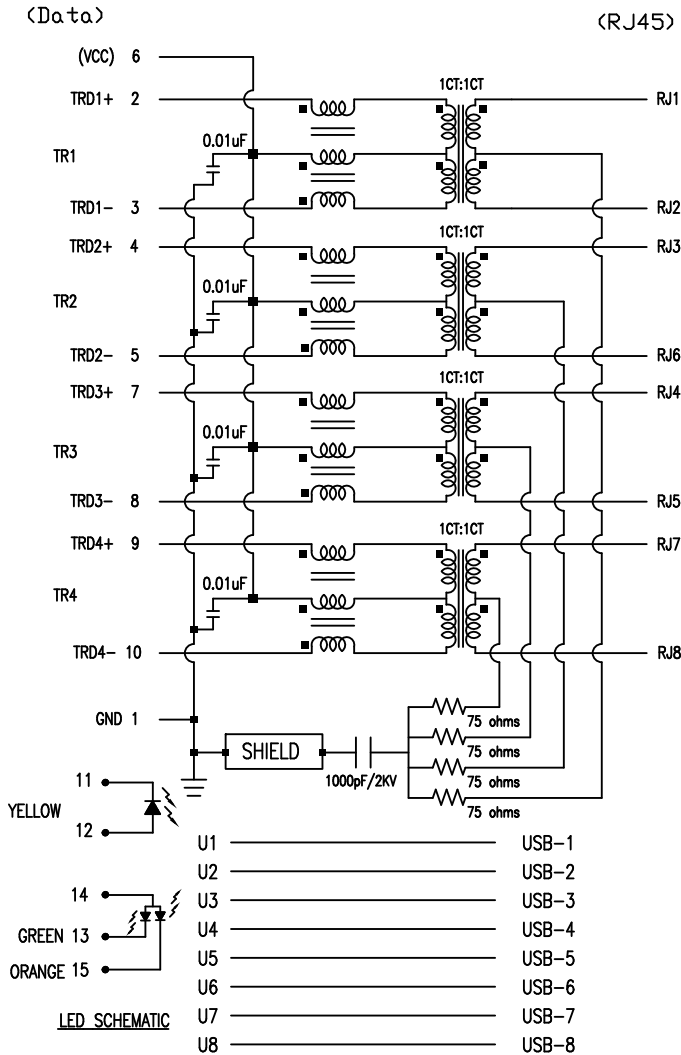 (Data) (RJ45)
(VCC) 6
1CT:1CT
TRD1+ 2 RJ1
0.01uF
TR1
TRD1- 3 RJ2
1CT:1CT
TRD2+ 4 RJ3
0.01uF
TR2
TRD2- 5 RJ6
1CT:1CT
TRD3+ 7 RJ4
0.01uF
TR3
TRD3- 8 RJ5
1CT:1CT
TRD4+ 9 RJ7
0.01uF
TR4
TRD4- 10 RJ8
GND 1
75 ohms
SHIELD
75 ohms
1000pF/2KV
75 ohms
75 ohms
11
YELLOW
12
U1 USB-1
U2 USB-2
14
U3 USB-3
GREEN 13
U4 USB-4
ORANGE 15
U5 USB-5
U6 USB-6
LED SCHEMATIC
U7 USB-7
U8 USB-8